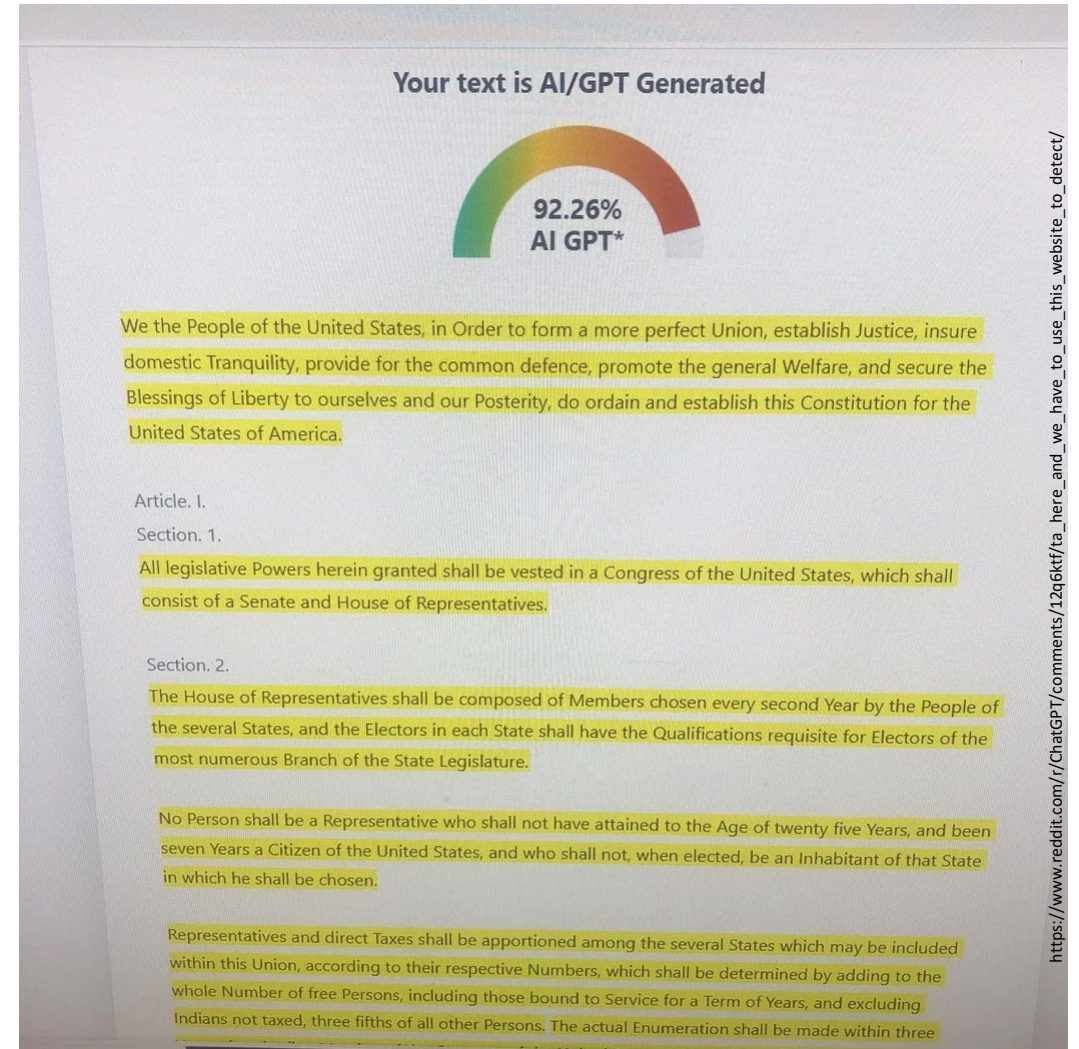 Your text is AI/GPT Generated
92.26%
AI GPT*
We the People of the United States, in Order to form a more perfect Union, establish Justice, insure
domestic Tranquility, provide for the common defence, promote the general Welfare, and secure the
Blessings of Liberty to ourselves and our Posterity, do ordain and establish this Constitution for the
United States of America.
Article. I.
Section. 1.
All legislative Powers herein granted shall be vested in a Congress of the United States, which shall
consist of a Senate and House of Representatives.
Section. 2.
The House of Representatives shall be composed of Members chosen every second Year by the People of
the several States, and the Electors in each State shall have the Qualifications requisite for Electors of the
most numerous Branch of the State Legislature.
No Person shall be a Representative who shall not have attained to the Age of twenty five Years, and been
seven Years a Citizen of the United States, and who shall not, when elected, be an Inhabitant of that State
in which he shall be chosen.
Representatives and direct Taxes shall be apportioned among the several States which may be included
within this Union, according to their respective Numbers, which shall be determined by adding to the
whole Number of free Persons, including those bound to Service for a Term of Years, and excluding
Indians not taxed, three fifths of all other Persons. The actual Enumeration shall be made within three
https://www.reddit.com/r/ChatGPT/comments/12q6ktf/ta_here_and_we_have_to_use_this_website_to_detect/